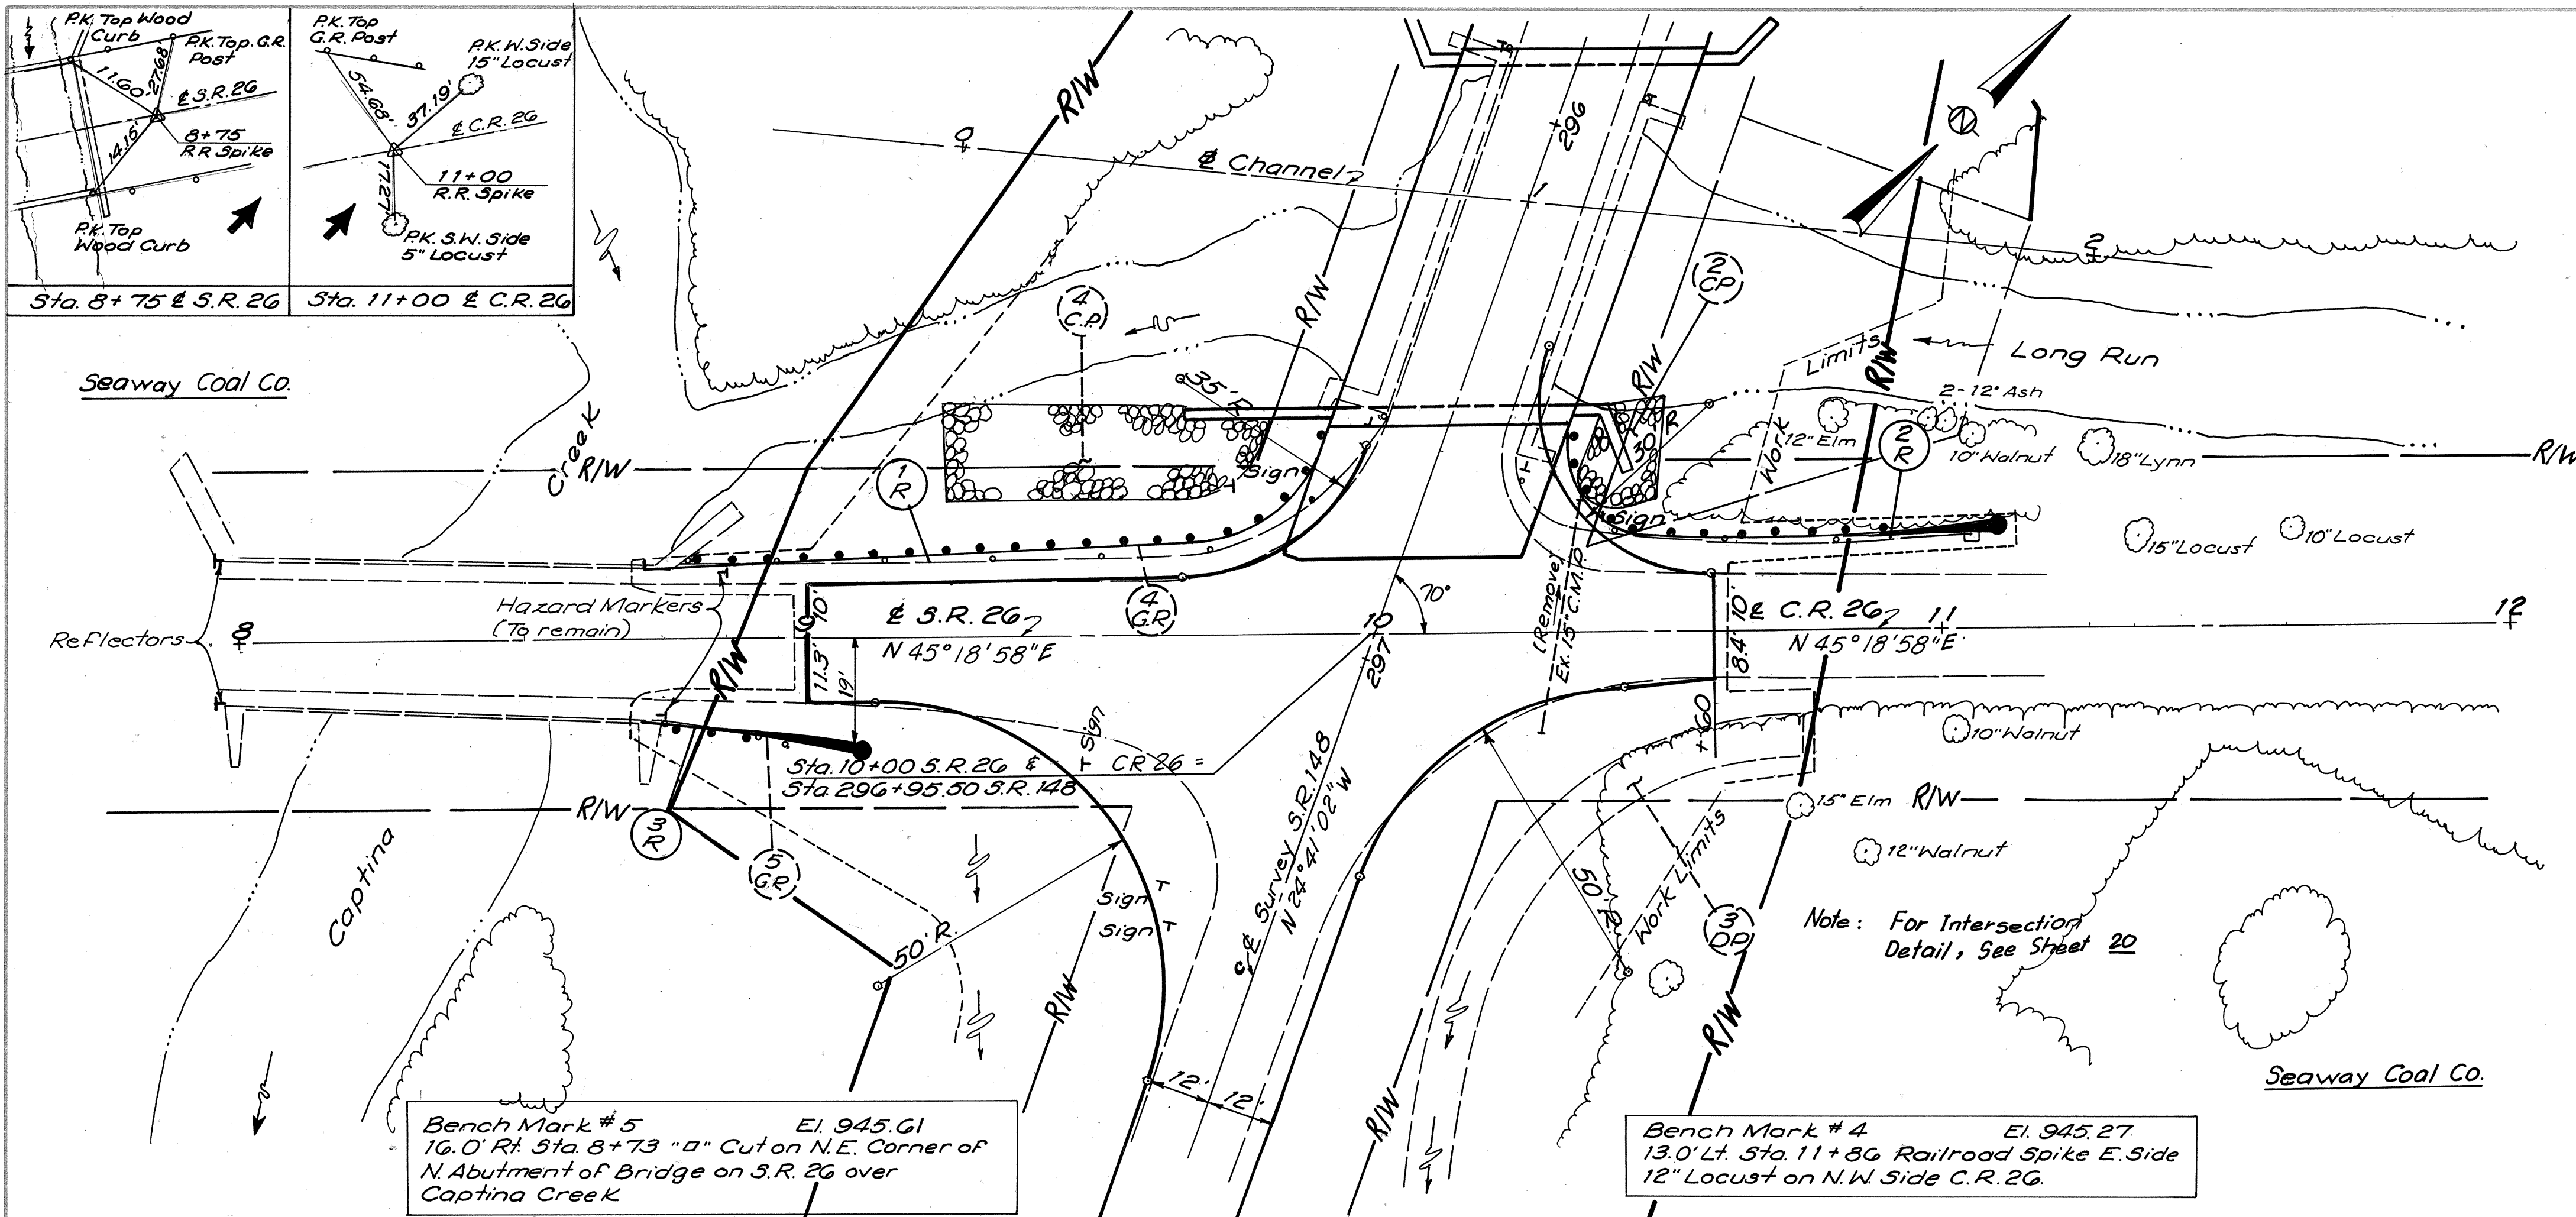 P.K. Top Wood
Curb
P.K. Top. G.R.
Post
11.60
27.68'
℄ S.R. 26
14.15'
8+75
R.R Spike
P.K. Top
Wood Curb
Sta. 8+75 ℄ S.R. 26
P.K. Top
G.R. Post
P.K. W. Side
15" Locust
54.68'
37.19'
℄ C.R. 26
17.27'
11+00
R.R. Spike
P.K. S.W. Side
5" Locust
Sta. 11+00 ℄ C.R. 26
R/W
0
℄ Channel
1
2
296
R/W
R/W
R/W
2
C.P.
4
C.P.
35' R.
30'
R
Limits
Work
Long Run
2-12" Ash
12" Elm
10" Walnut
18" Lynn
15" Locust
10" Locust
2
R
R/W
Seaway Coal Co.
Creek
R/W
1
R
Sign
Sign
Hazard Markers
(To remain)
Reflectors
8
10'
11.3'
19'
℄ S.R. 26
N 45° 18' 58" E
4
G.R.
10
297
70°
(Remove)
Ex. 15" C.M.P.
10'
8.4'
℄ C.R. 26
N 45° 18' 58" E
11
12
+60
R/W
Sign
Sta. 10+00 S.R. 26 ℄ CR 26 =
Sta. 296+95.50 S.R. 148
R/W
3
R
5
G.R.
10" Walnut
15" Elm
R/W
12" Walnut
Captina
50' R.
Sign
Sign
R/W
℄ Survey S.R. 148
N 24° 41' 02" W
50' R.
Work Limits
3
D.P.
R/W
Note: For Intersection
Detail, See Sheet 20
12'
12'
R/W
Seaway Coal Co.
Bench Mark #5 El. 945.61
16.0' Rt. Sta. 8+73 "□" Cut on N.E. Corner of
N. Abutment of Bridge on S.R. 26 over
Captina Creek
Bench Mark #4 El. 945.27
13.0' Lt. Sta. 11+86 Railroad Spike E. Side
12" Locust on N.W. Side C.R. 26.